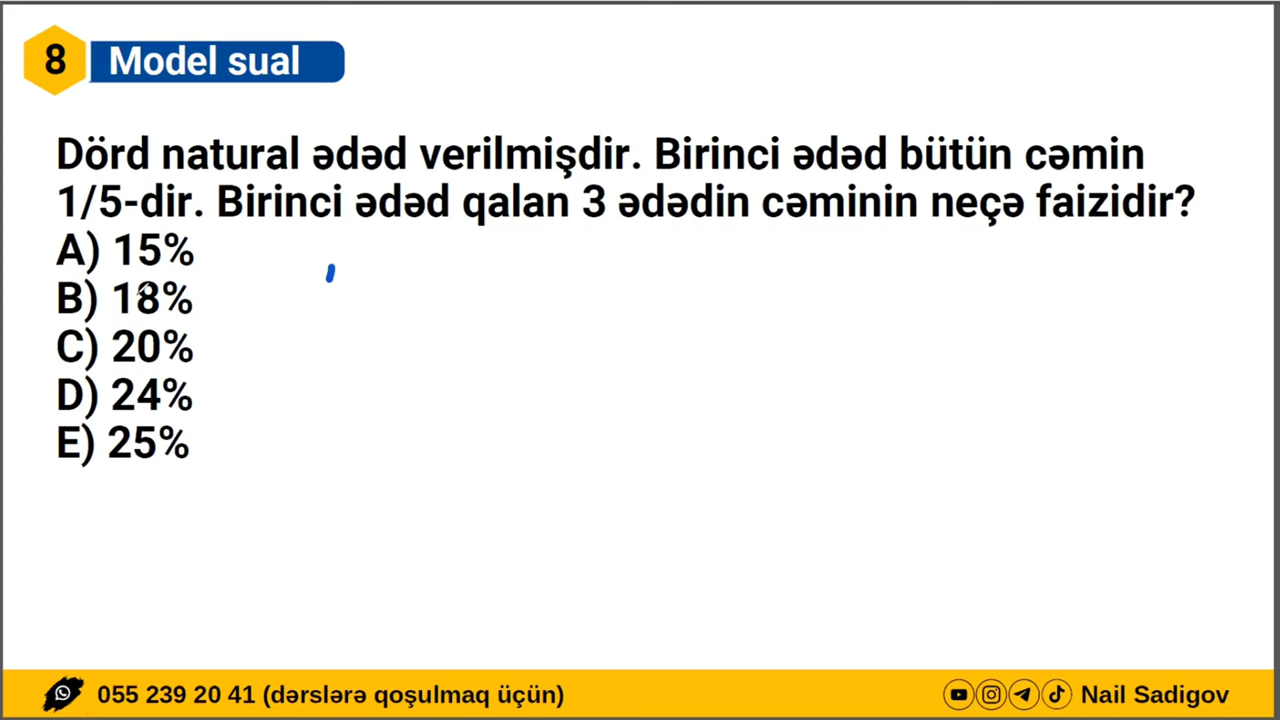 8 Model sual
Dörd natural ədəd verilmişdir. Birinci ədəd bütün cəmin
1/5-dir. Birinci ədəd qalan 3 ədədin cəminin neçə faizidir?
A) 15%
B) 18%
C) 20%
D) 24%
E) 25%
055 239 20 41 (dərslərə qoşulmaq üçün) Nail Sadigov